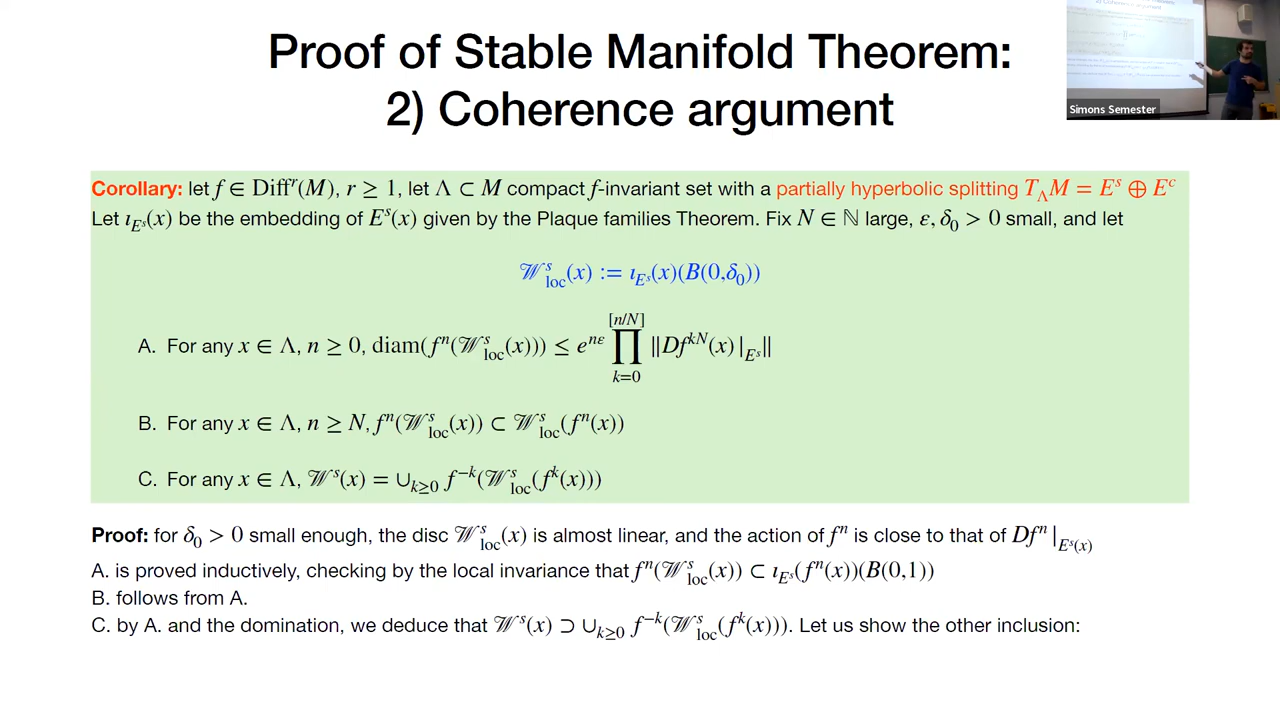 Proof of Stable Manifold Theorem:
2) Coherence argument
Simons Semester
Corollary: let f ∈ Diff^r(M), r ≥ 1, let Λ ⊂ M compact f-invariant set with a partially hyperbolic splitting T_ΛM = E^s ⊕ E^c
Let ι_{E^s}(x) be the embedding of E^s(x) given by the Plaque families Theorem. Fix N ∈ ℕ large, ε, δ_0 > 0 small, and let
𝒲^s_loc(x) := ι_{E^s}(x)(B(0,δ_0))
A. For any x ∈ Λ, n ≥ 0, diam(f^n(𝒲^s_loc(x))) ≤ e^{nε} ∏_{k=0}^{[n/N]} ∥Df^{kN}(x)|_{E^s}∥
B. For any x ∈ Λ, n ≥ N, f^n(𝒲^s_loc(x)) ⊂ 𝒲^s_loc(f^n(x))
C. For any x ∈ Λ, 𝒲^s(x) = ∪_{k≥0} f^{−k}(𝒲^s_loc(f^k(x)))
Proof: for δ_0 > 0 small enough, the disc 𝒲^s_loc(x) is almost linear, and the action of f^n is close to that of Df^n|_{E^s(x)}
A. is proved inductively, checking by the local invariance that f^n(𝒲^s_loc(x)) ⊂ ι_{E^s}(f^n(x))(B(0,1))
B. follows from A.
C. by A. and the domination, we deduce that 𝒲^s(x) ⊃ ∪_{k≥0} f^{−k}(𝒲^s_loc(f^k(x))). Let us show the other inclusion: